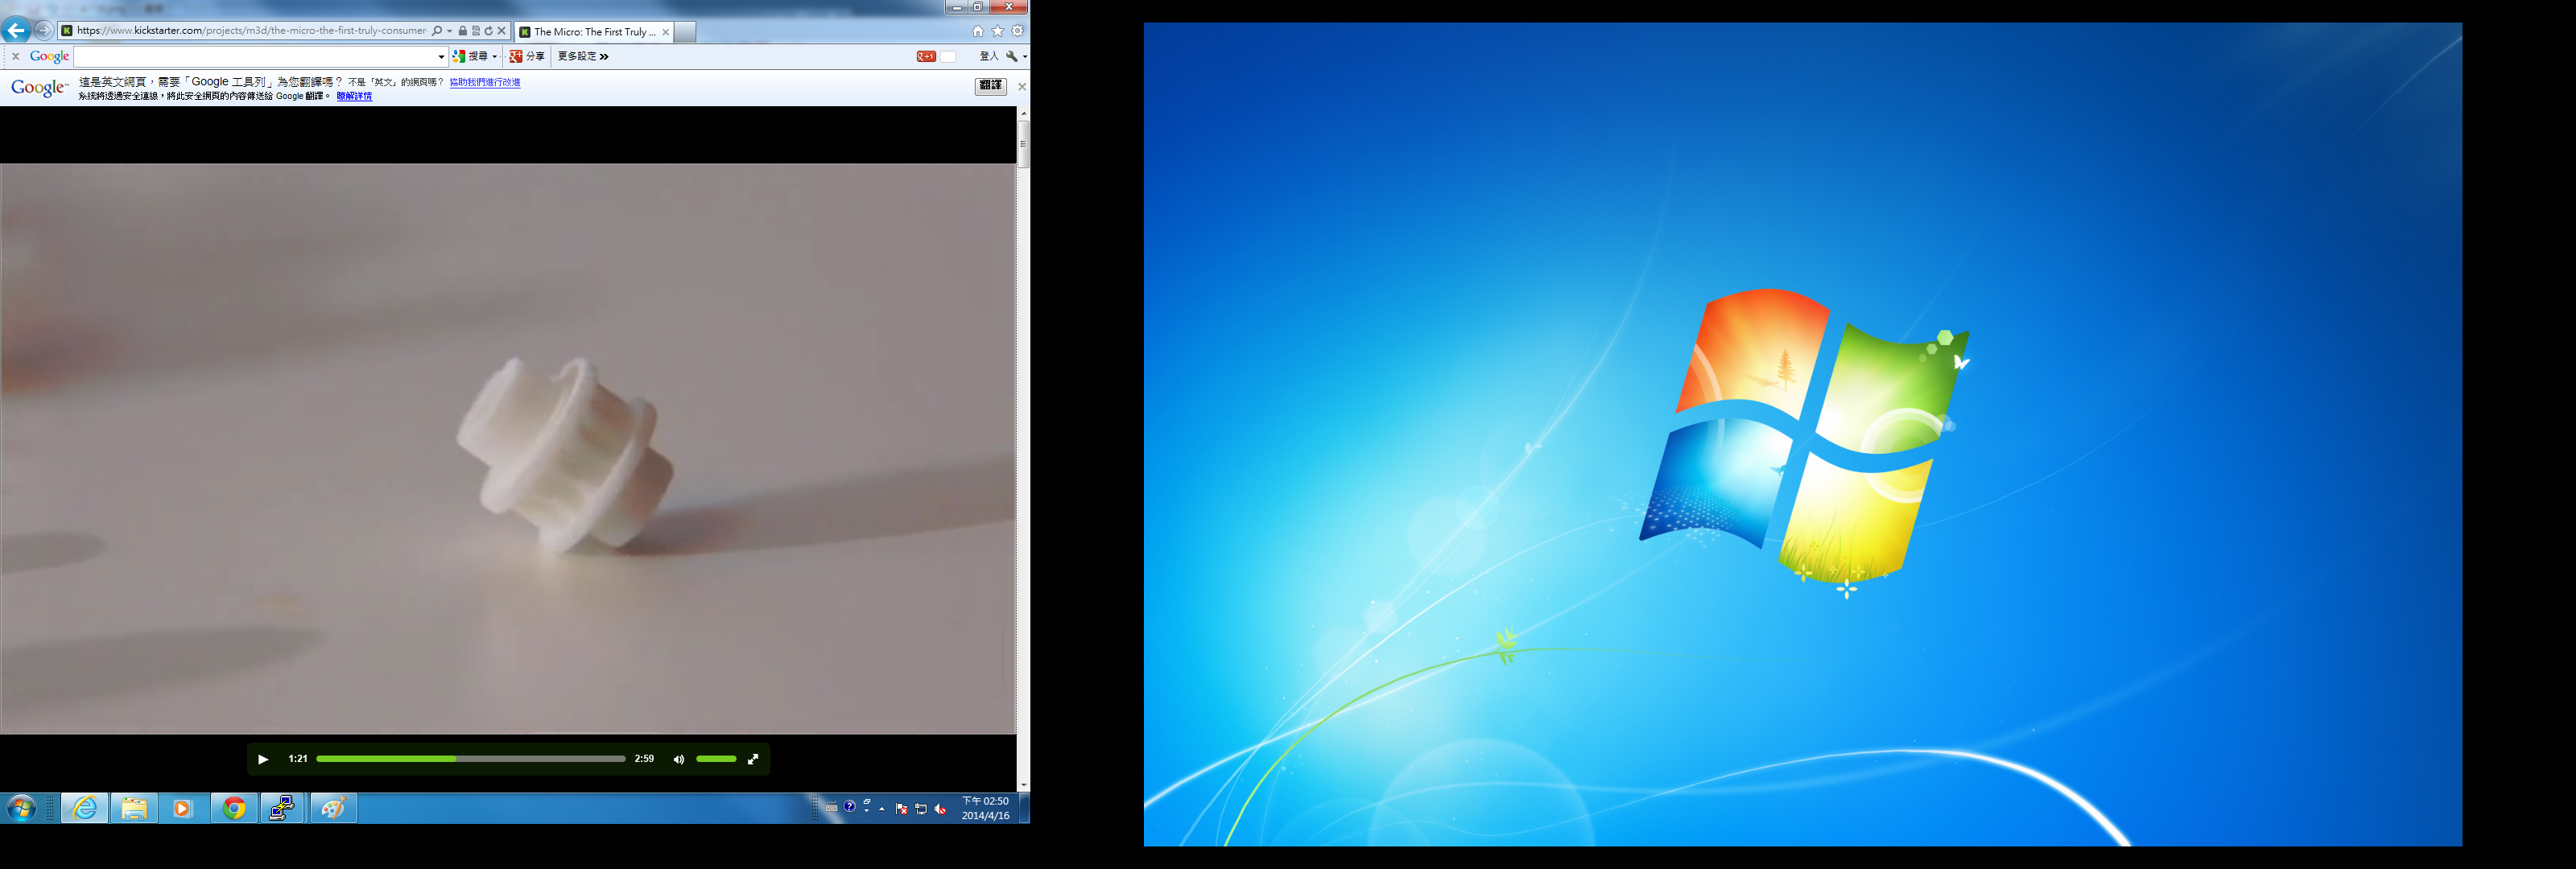 https://www.kickstarter.com/projects/m3d/the-micro-the-first-truly-consumer-
The Micro: The First Truly ...
Google
搜尋
分享
更多設定 »
+1
登入
Google™ 這是英文網頁,需要「Google 工具列」為您翻譯嗎? 不是「英文」的網頁嗎? 協助我們進行改進
系統將透過安全連線,將此安全網頁的內容傳送給 Google 翻譯。 瞭解詳情
翻譯
1:21
2:59
下午 02:50
2014/4/16